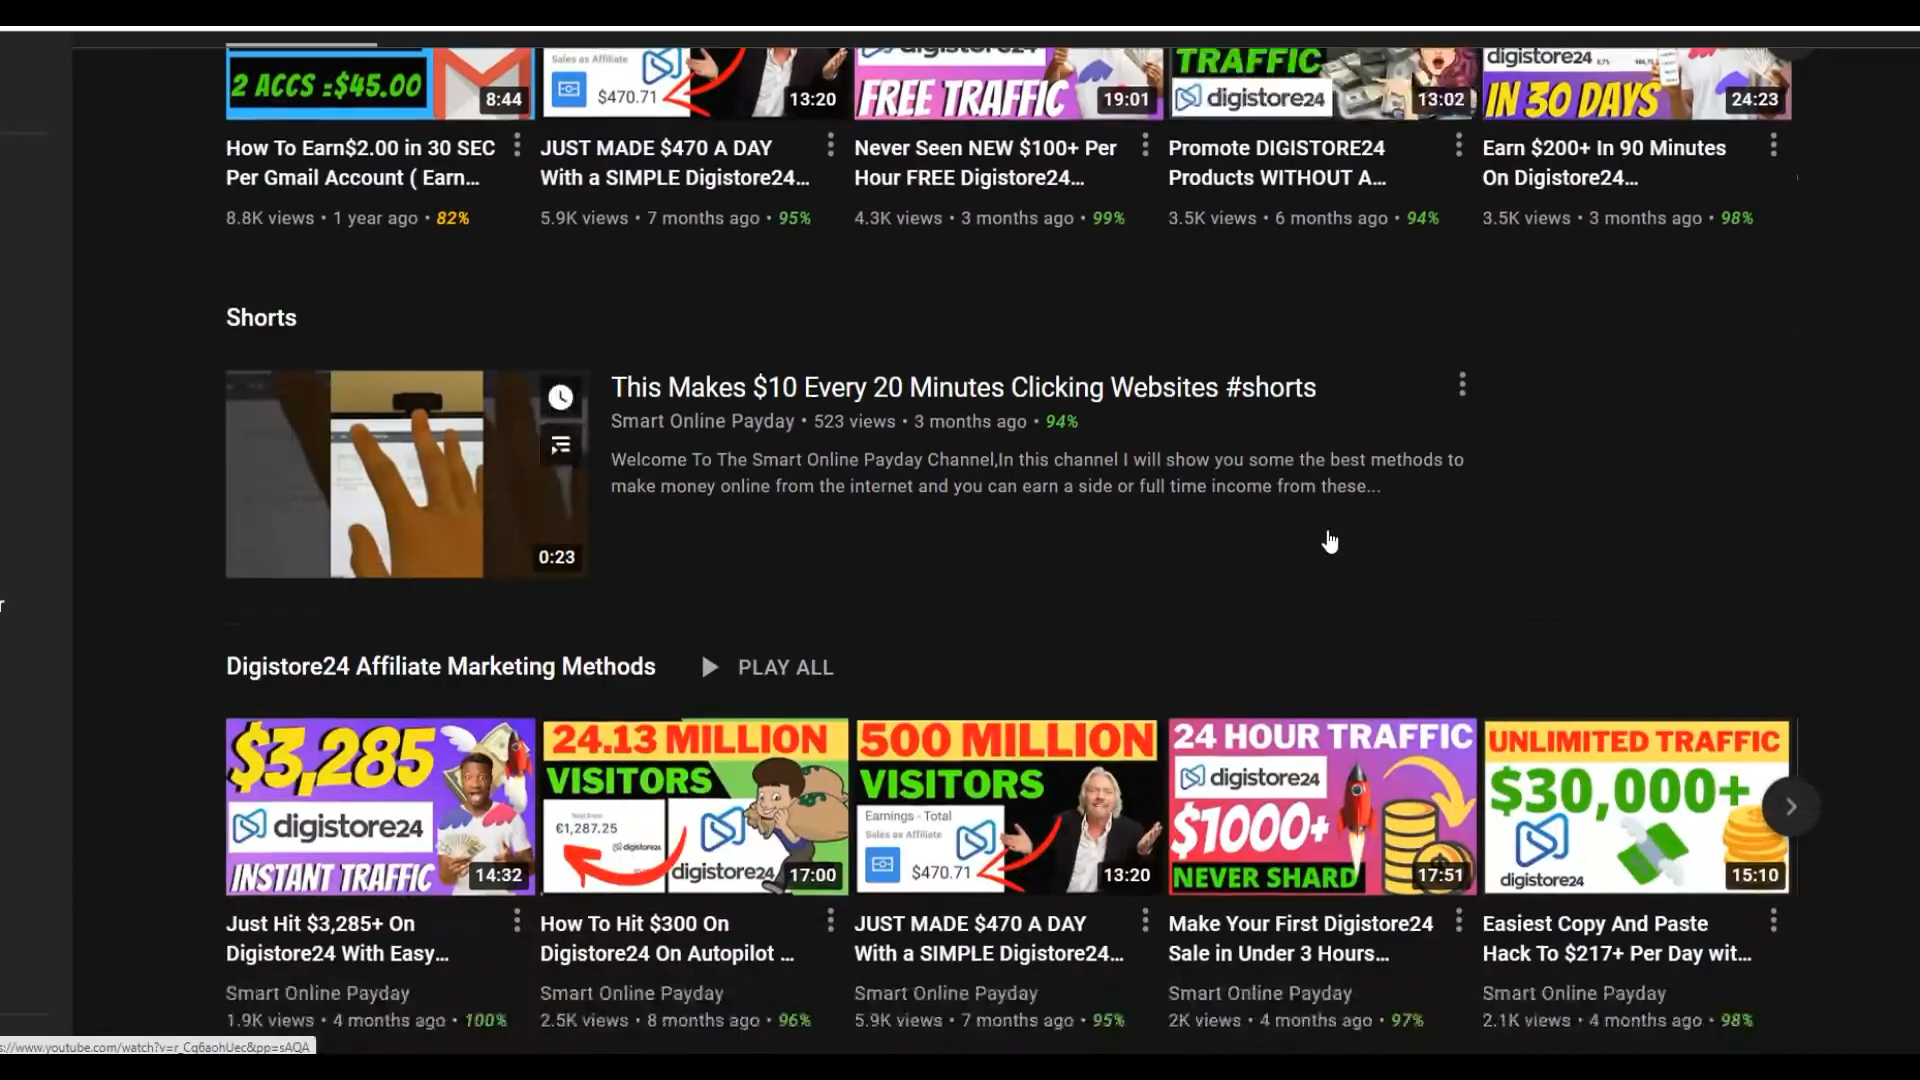 2 ACCS =$45.00
8:44
Sales as Affiliate
$470.71
13:20
digistore24
FREE TRAFFIC
19:01
TRAFFIC
digistore24
13:02
digistore24
IN 30 DAYS
24:23
How To Earn$2.00 in 30 SEC
Per Gmail Account ( Earn...
8.8K views • 1 year ago • 82%
JUST MADE $470 A DAY
With a SIMPLE Digistore24...
5.9K views • 7 months ago • 95%
Never Seen NEW $100+ Per
Hour FREE Digistore24...
4.3K views • 3 months ago • 99%
Promote DIGISTORE24
Products WITHOUT A...
3.5K views • 6 months ago • 94%
Earn $200+ In 90 Minutes
On Digistore24...
3.5K views • 3 months ago • 98%
Shorts
0:23
This Makes $10 Every 20 Minutes Clicking Websites #shorts
Smart Online Payday • 523 views • 3 months ago • 94%
Welcome To The Smart Online Payday Channel,In this channel I will show you some the best methods to
make money online from the internet and you can earn a side or full time income from these...
r
Digistore24 Affiliate Marketing Methods
PLAY ALL
$3,285
digistore24
INSTANT TRAFFIC
14:32
24.13 MILLION
VISITORS
€1,287.25
digistore24
digistore24
17:00
500 MILLION
VISITORS
Earnings - Total
Sales as Affiliate
$470.71
13:20
24 HOUR TRAFFIC
digistore24
$1000+
NEVER SHARD
17:51
UNLIMITED TRAFFIC
$30,000+
digistore24
15:10
Just Hit $3,285+ On
Digistore24 With Easy...
Smart Online Payday
1.9K views • 4 months ago • 100%
How To Hit $300 On
Digistore24 On Autopilot ...
Smart Online Payday
2.5K views • 8 months ago • 96%
JUST MADE $470 A DAY
With a SIMPLE Digistore24...
Smart Online Payday
5.9K views • 7 months ago • 95%
Make Your First Digistore24
Sale in Under 3 Hours...
Smart Online Payday
2K views • 4 months ago • 97%
Easiest Copy And Paste
Hack To $217+ Per Day wit...
Smart Online Payday
2.1K views • 4 months ago • 98%
s://www.youtube.com/watch?v=r_Cq6aohUec&pp=sAQA